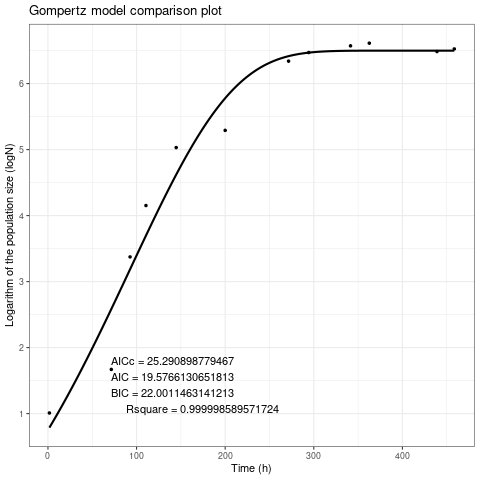 Gompertz model comparison plot
Logarithm of the population size (logN)
6
5
4
3
2
1
AICc = 25.290898779467
AIC = 19.5766130651813
BIC = 22.0011463141213
Rsquare = 0.999998589571724
0 100 200 300 400
Time (h)